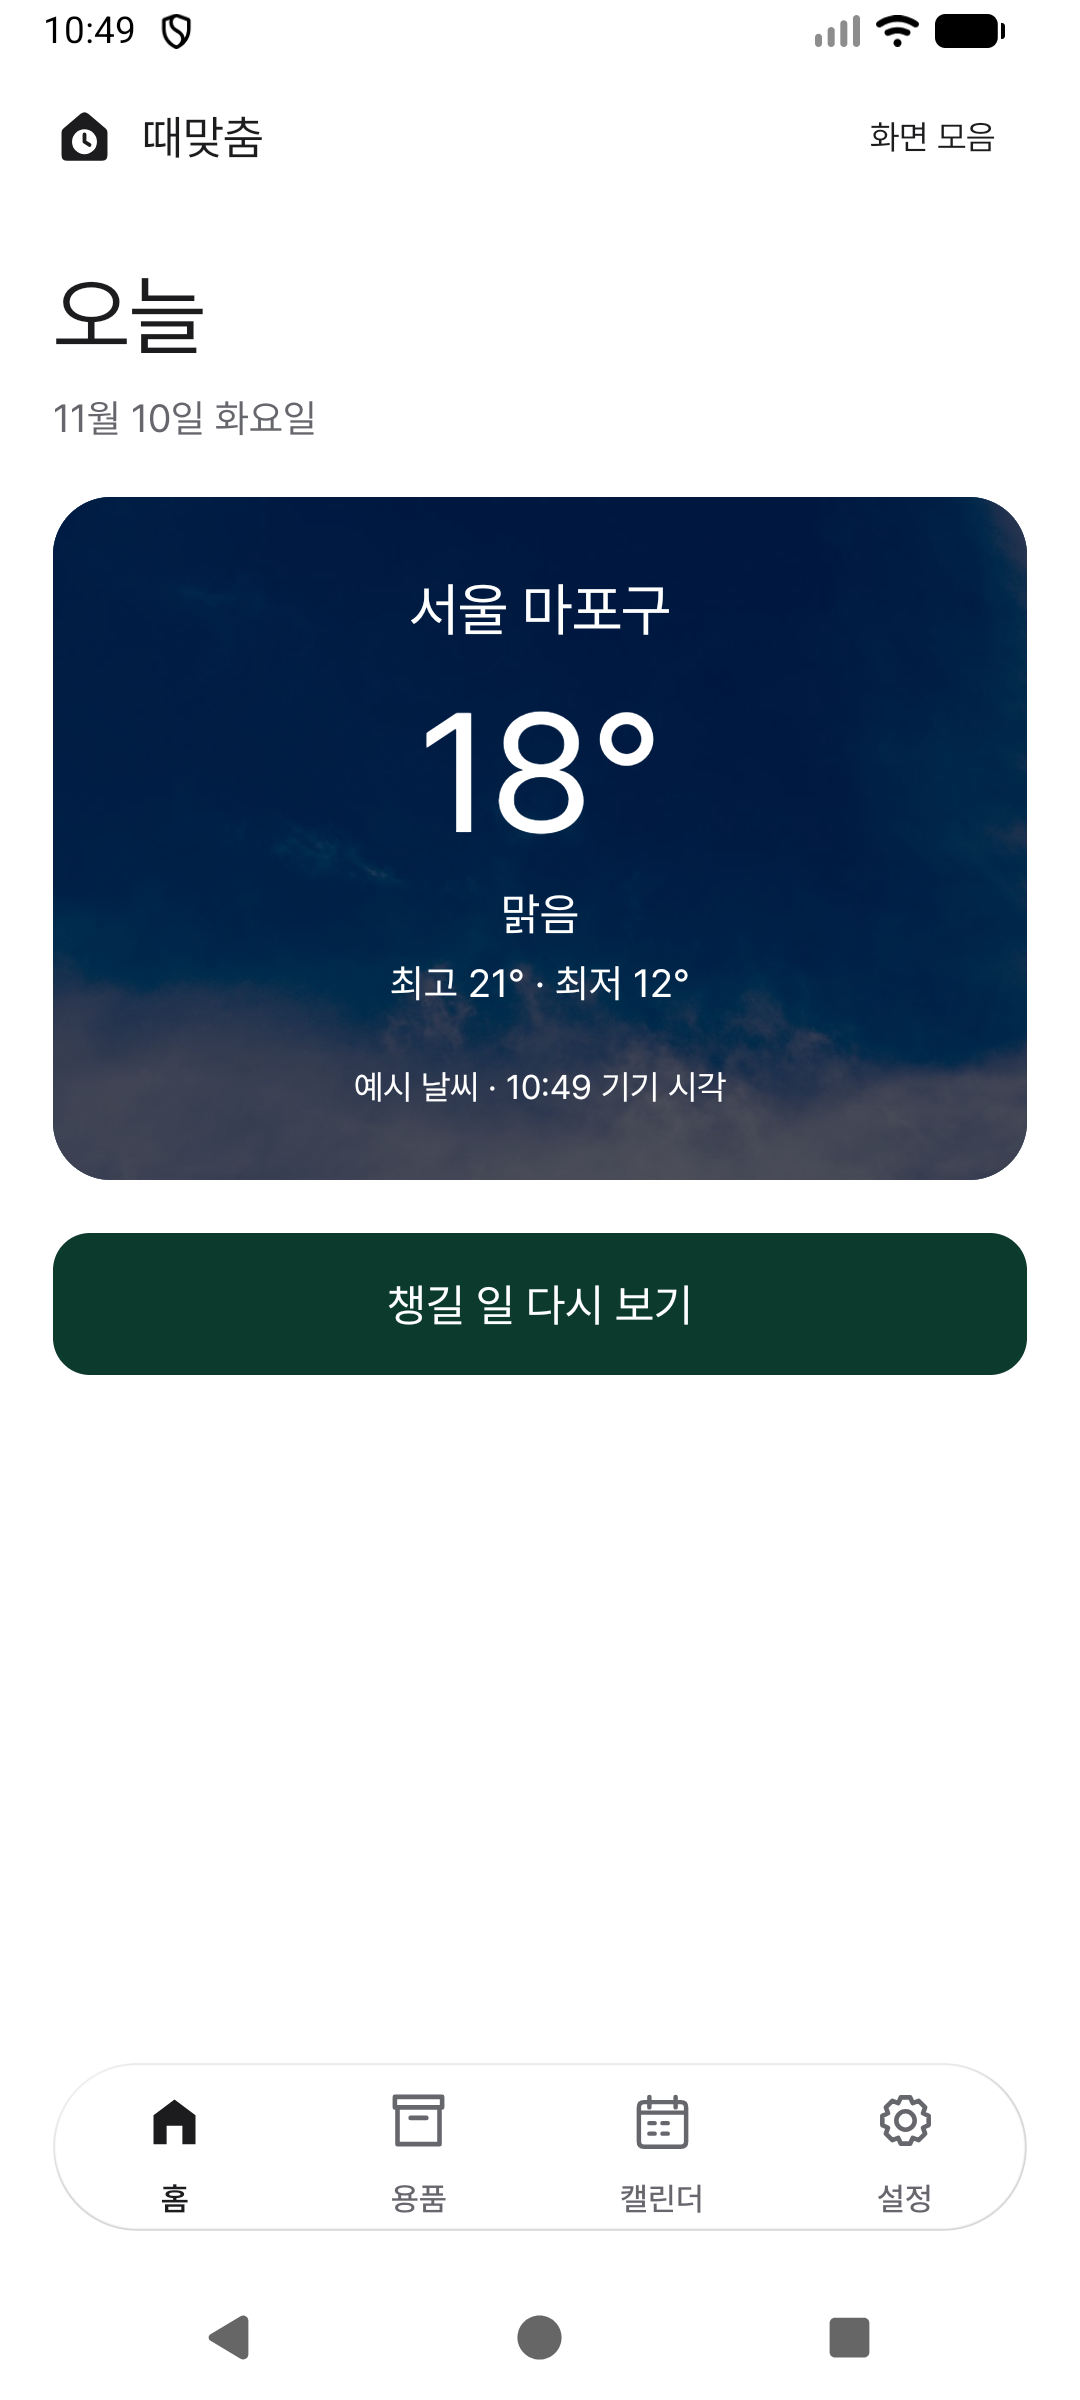 10:49
때맞춤
화면 모음
오늘
11월 10일 화요일
서울 마포구
18°
맑음
최고 21° · 최저 12°
예시 날씨 · 10:49 기기 시각
챙길 일 다시 보기
홈
용품
캘린더
설정